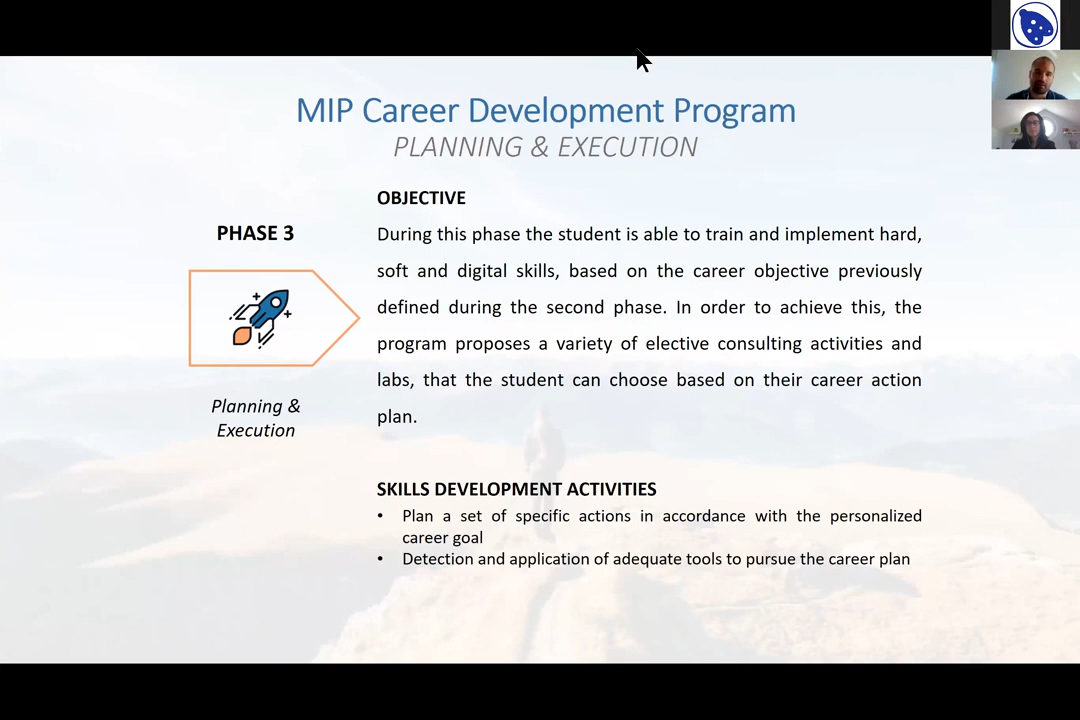 MIP Career Development Program
PLANNING & EXECUTION
PHASE 3
Planning &
Execution
OBJECTIVE
During this phase the student is able to train and implement hard,
soft and digital skills, based on the career objective previously
defined during the second phase. In order to achieve this, the
program proposes a variety of elective consulting activities and
labs, that the student can choose based on their career action
plan.
SKILLS DEVELOPMENT ACTIVITIES
• Plan a set of specific actions in accordance with the personalized
career goal
• Detection and application of adequate tools to pursue the career plan